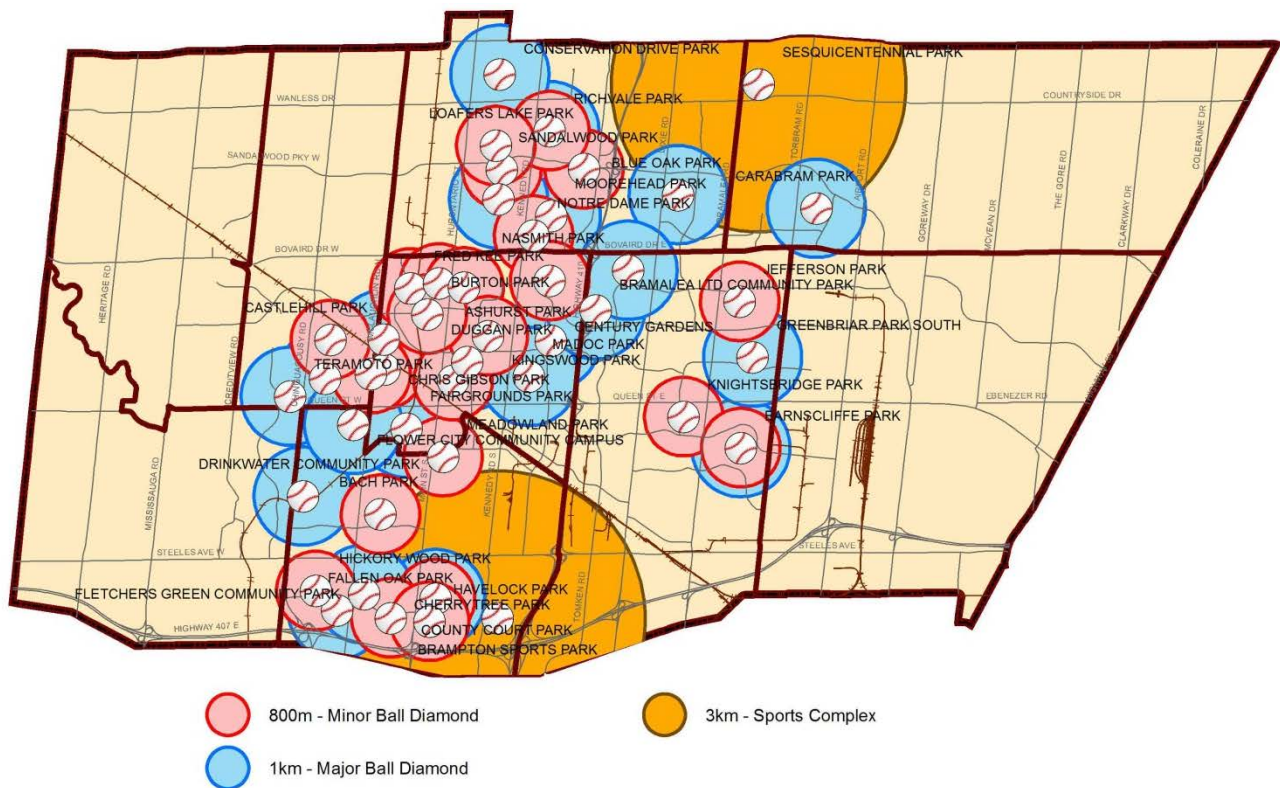 CONSERVATION DRIVE PARK
SESQUICENTENNIAL PARK
WANLESS DR
RICHVALE PARK
COUNTRYSIDE DR
LOAFERS LAKE PARK
SANDALWOOD PARK
SANDALWOOD PKY W
BLUE OAK PARK
MOOREHEAD PARK
CARABRAM PARK
NOTRE DAME PARK
TORBRAM RD
THE GORE RD
COLERAINE DR
GOREWAY DR
MCVEAN DR
CLARKWAY DR
NASMITH PARK
BOVAIRD DR W
BOVAIRD DR E
FRED KEE PARK
HERITAGE RD
BURTON PARK
JEFFERSON PARK
BRAMALEA LTD COMMUNITY PARK
CASTLEHILL PARK
ASHURST PARK
DUGGAN PARK
CENTURY GARDENS
GREENBRIAR PARK SOUTH
MADOC PARK
KINGSWOOD PARK
TERAMOTO PARK
CREDITVIEW RD
CHRIS GIBSON PARK
KNIGHTSBRIDGE PARK
FAIRGROUNDS PARK
QUEEN ST W
QUEEN ST E
EBENEZER RD
EARNSCLIFFE PARK
MEADOWLAND PARK
FLOWER CITY COMMUNITY CAMPUS
DRINKWATER COMMUNITY PARK
BACH PARK
MISSISSAUGA RD
KENNEDY RD S
STEELES AVE W
STEELES AVE E
HICKORY WOOD PARK
FALLEN OAK PARK
HAVELOCK PARK
FLETCHERS GREEN COMMUNITY PARK
CHERRYTREE PARK
TOMKEN RD
HIGHWAY 407 E
COUNTY COURT PARK
BRAMPTON SPORTS PARK
800m - Minor Ball Diamond
3km - Sports Complex
1km - Major Ball Diamond